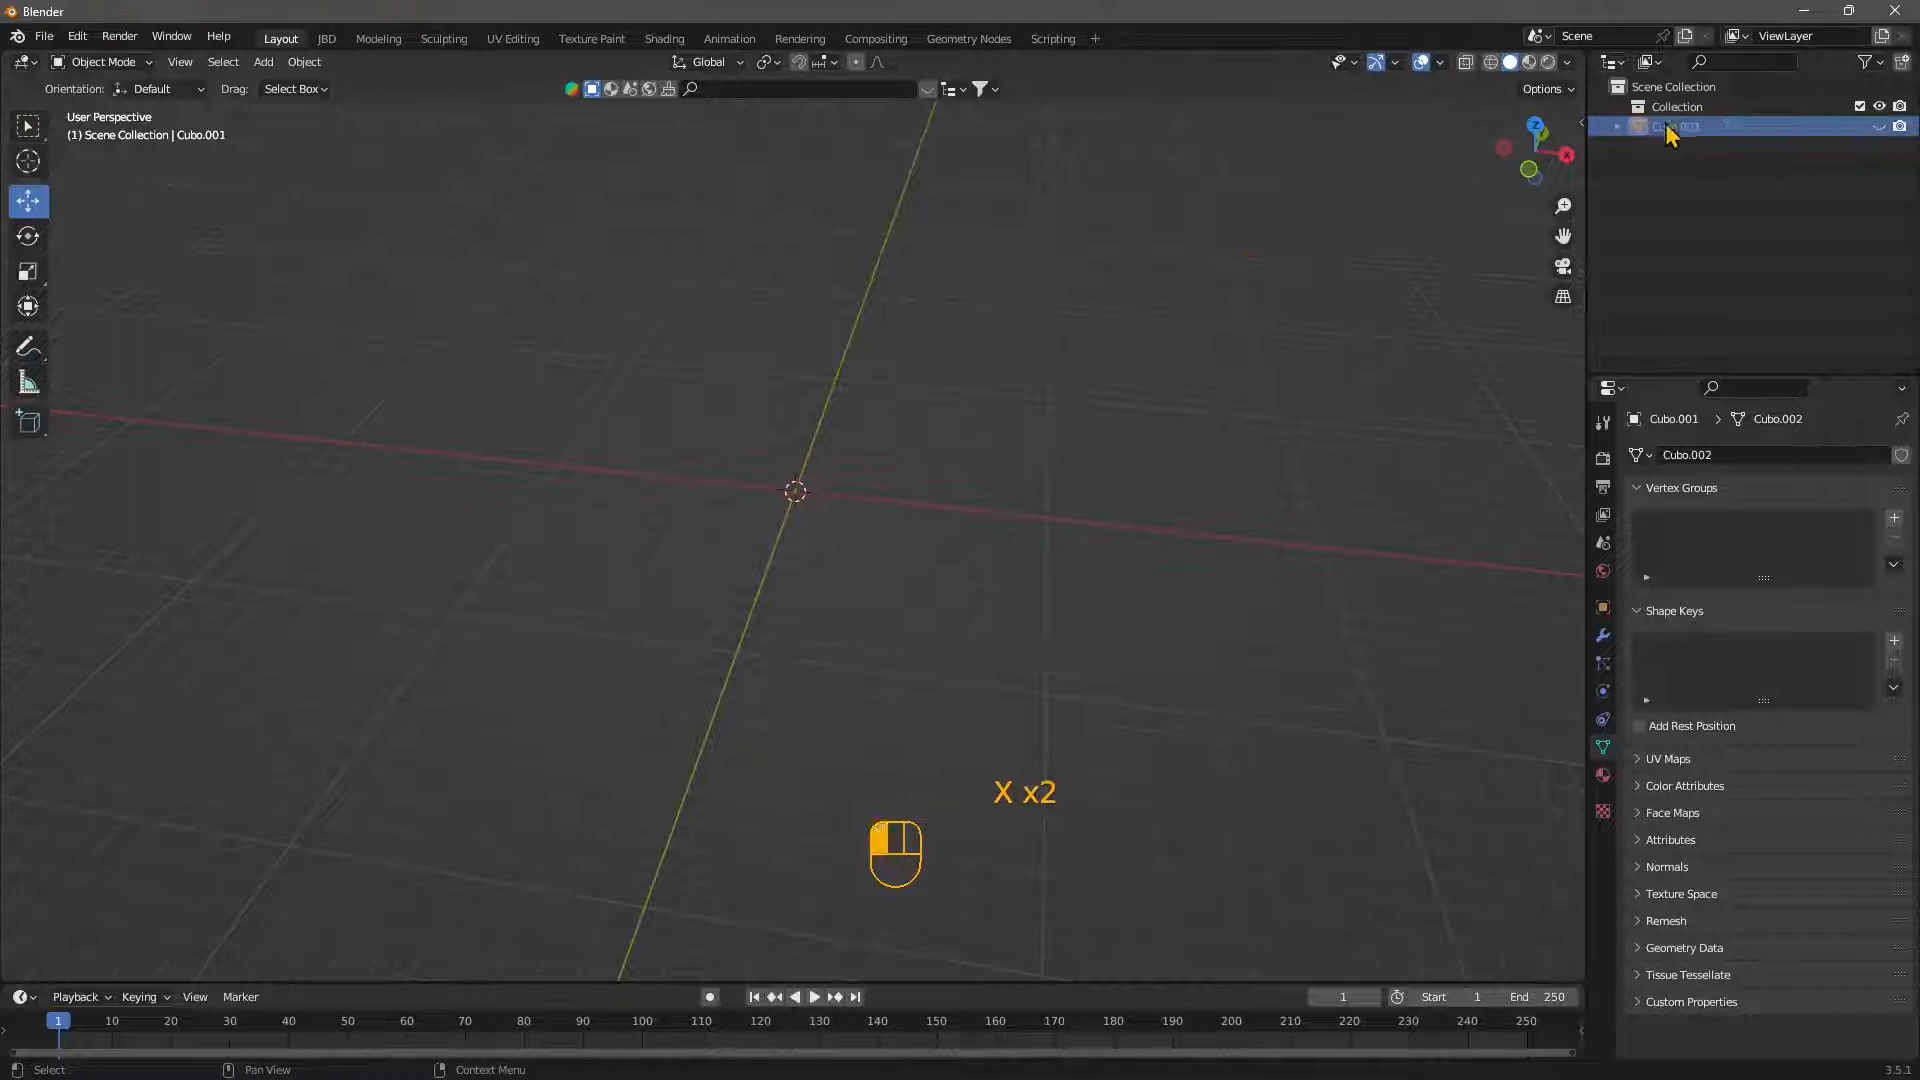 Blender
File Edit Render Window Help Layout JBD Modeling Sculpting UV Editing Texture Paint Shading Animation Rendering Compositing Geometry Nodes Scripting + Scene ViewLayer
Object Mode View Select Add Object Global
Orientation: Default Drag: Select Box Options
User Perspective
(1) Scene Collection | Cubo.001
Z
X
Scene Collection
Collection
Cubo.001
Cubo.001 > Cubo.002
Cubo.002
Vertex Groups
Shape Keys
Add Rest Position
UV Maps
Color Attributes
Face Maps
Attributes
Normals
Texture Space
Remesh
Geometry Data
Tissue Tessellate
Custom Properties
X x2
Playback Keying View Marker 1 Start 1 End 250
1 10 20 30 40 50 60 70 80 90 100 110 120 130 140 150 160 170 180 190 200 210 220 230 240 250
Select Pan View Context Menu 3.5.1